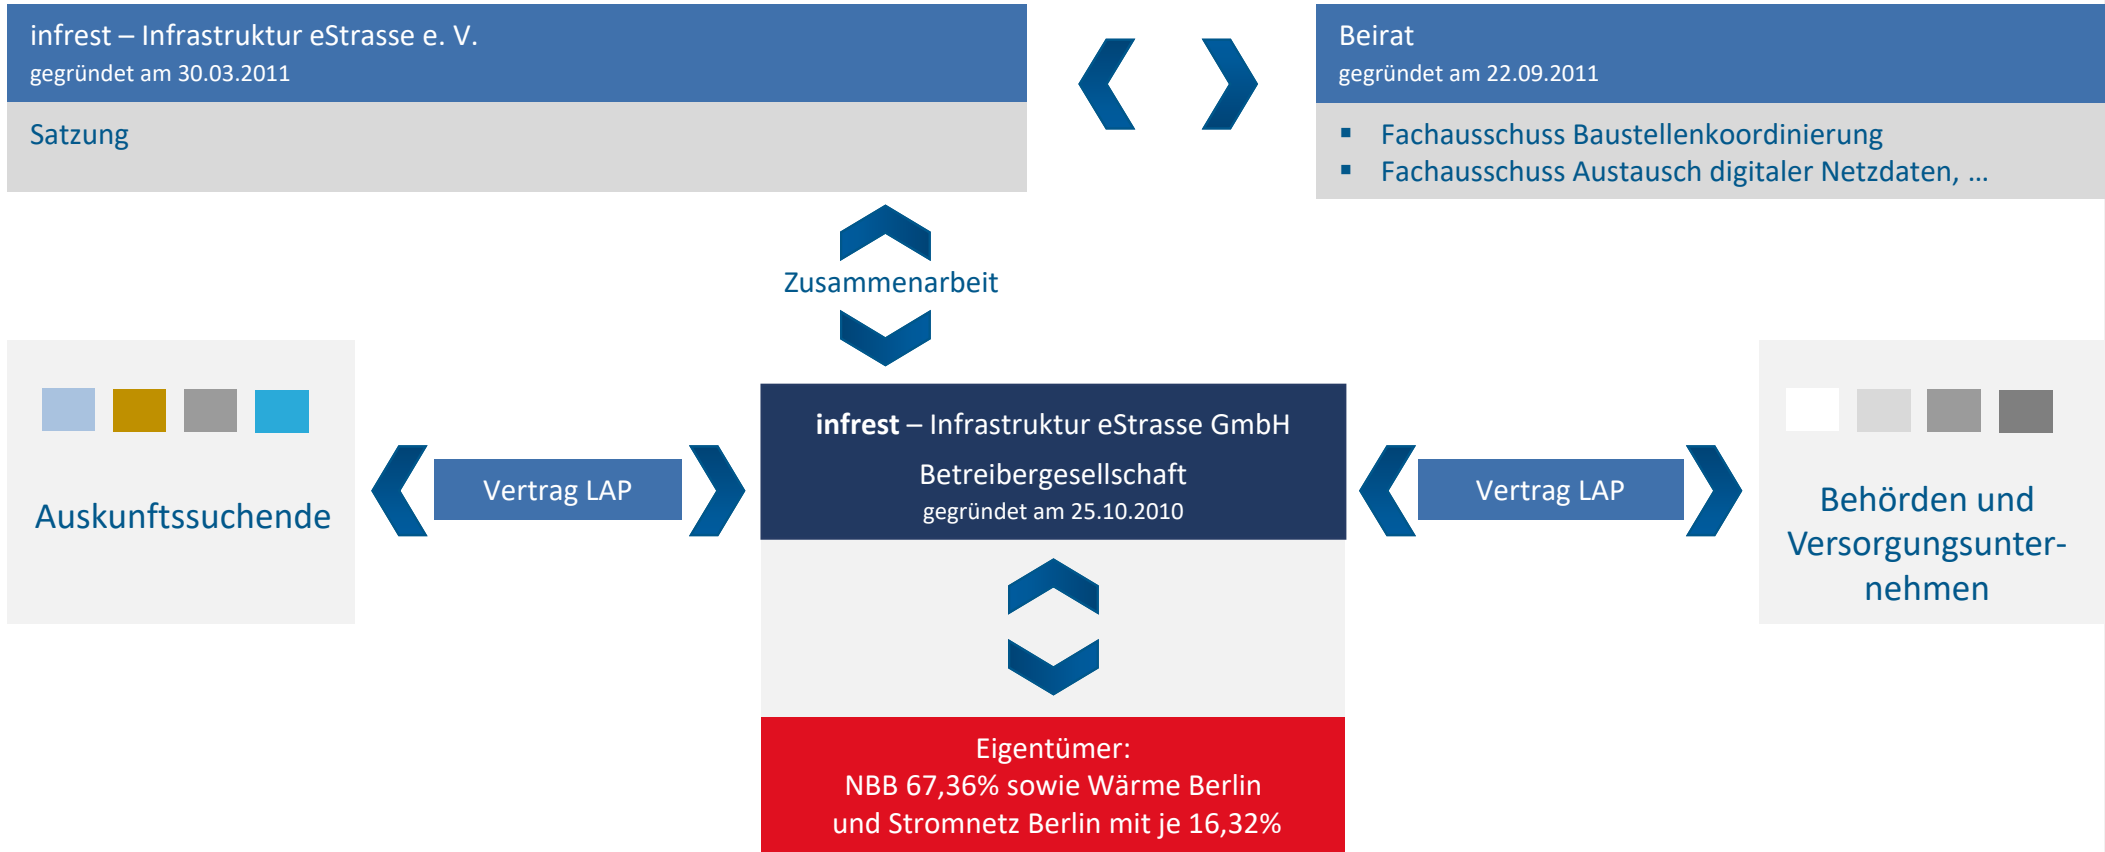 infrest – Infrastruktur eStrasse e. V.
gegründet am 30.03.2011
Satzung
Beirat
gegründet am 22.09.2011
▪ Fachausschuss Baustellenkoordinierung
▪ Fachausschuss Austausch digitaler Netzdaten, ...
Zusammenarbeit
Auskunftssuchende
Vertrag LAP
infrest – Infrastruktur eStrasse GmbH
Betreibergesellschaft
gegründet am 25.10.2010
Vertrag LAP
Behörden und
Versorgungsunter-
nehmen
Eigentümer:
NBB 67,36% sowie Wärme Berlin
und Stromnetz Berlin mit je 16,32%